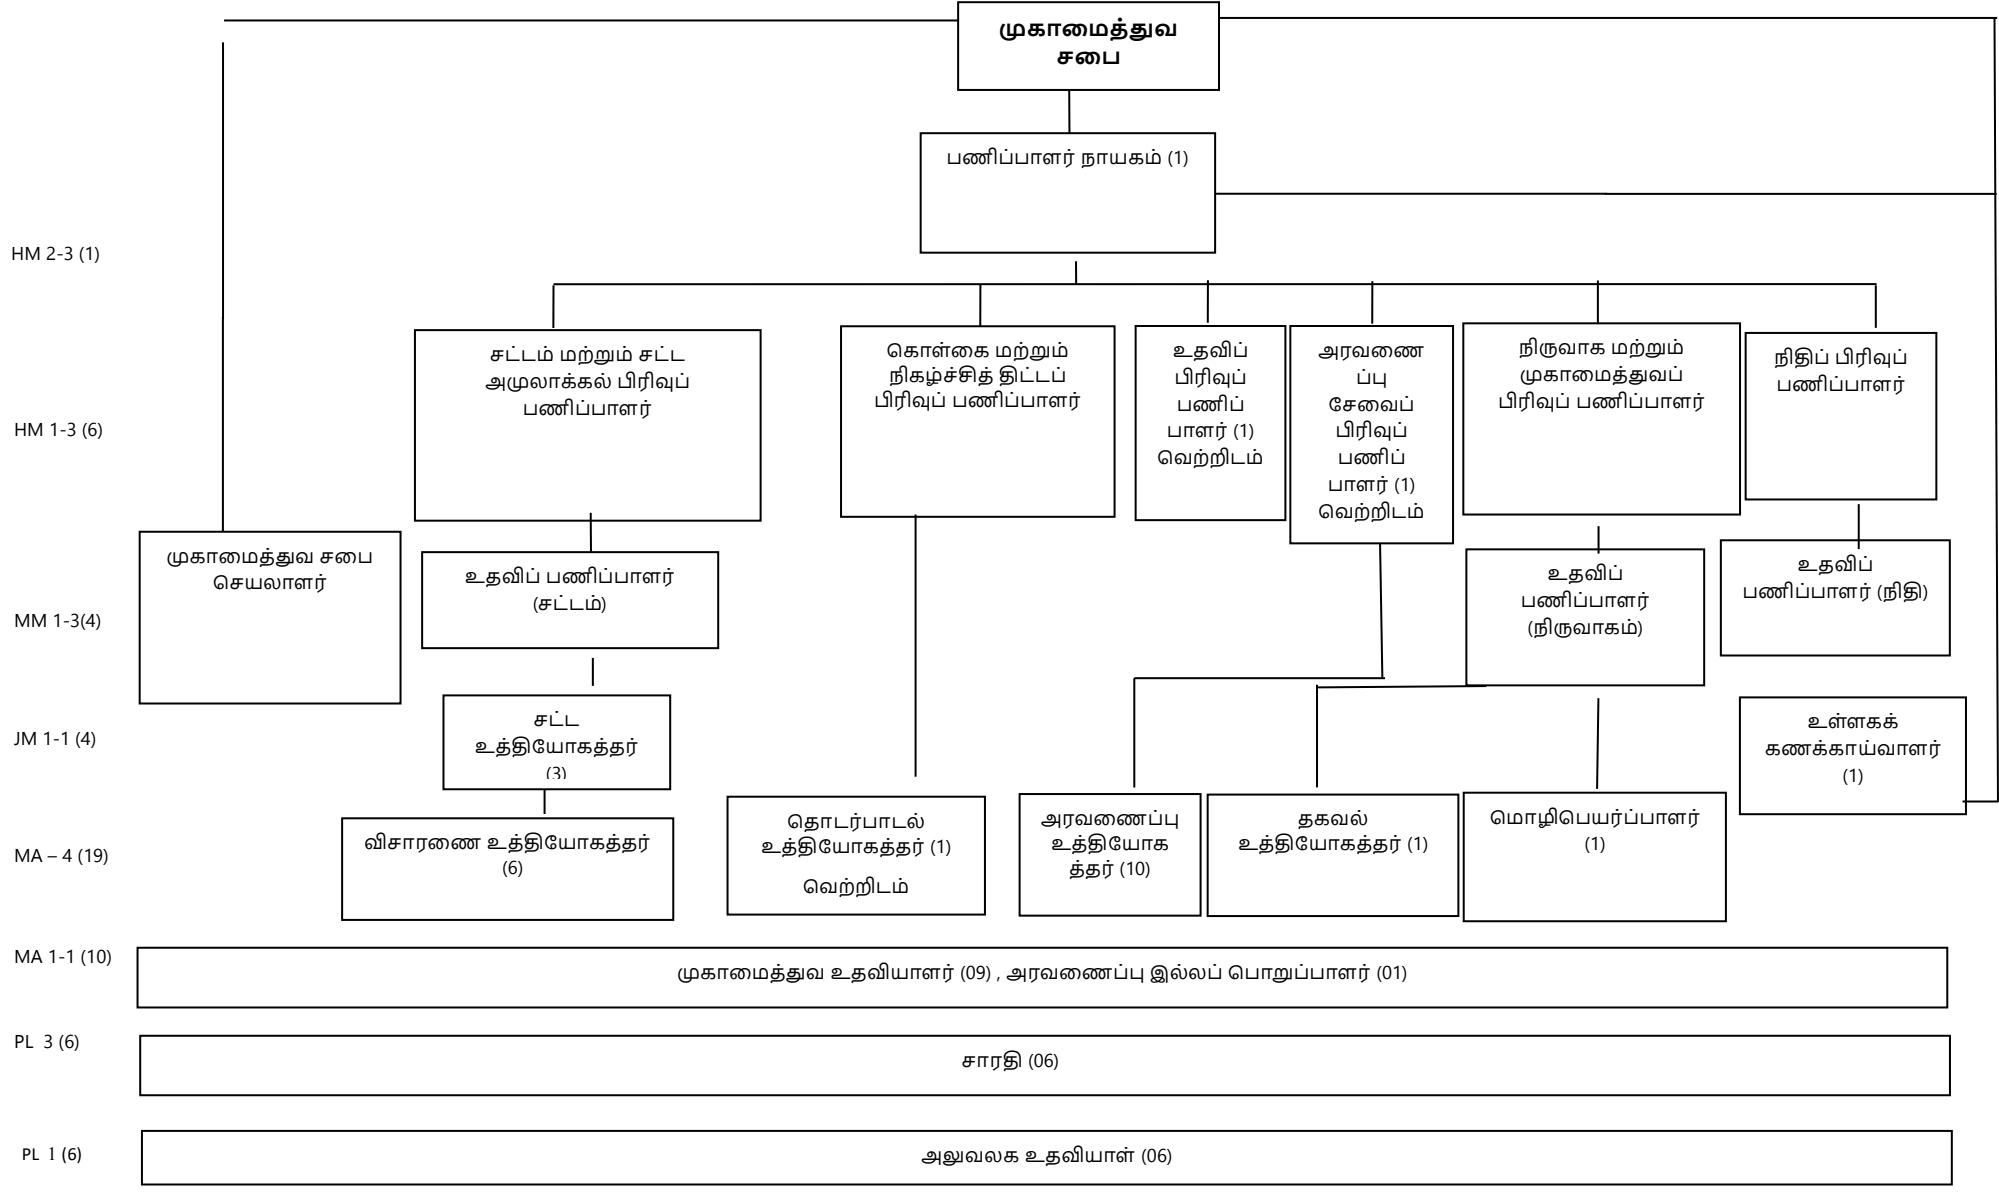 முகாமைத்துவ
சபை
பணிப்பாளர் நாயகம் (1)
HM 2-3 (1)
HM 1-3 (6)
சட்டம் மற்றும் சட்ட
அமுலாக்கல் பிரிவுப்
பணிப்பாளர்
கொள்கை மற்றும்
நிகழ்ச்சித் திட்டப்
பிரிவுப் பணிப்பாளர்
உதவிப்
பிரிவுப்
பணிப்
பாளர் (1)
வெற்றிடம்
அரவணை
ப்பு
சேவைப்
பிரிவுப்
பணிப்
பாளர் (1)
வெற்றிடம்
நிருவாக மற்றும்
முகாமைத்துவப்
பிரிவுப் பணிப்பாளர்
நிதிப் பிரிவுப்
பணிப்பாளர்
MM 1-3(4)
முகாமைத்துவ சபை
செயலாளர்
உதவிப் பணிப்பாளர்
(சட்டம்)
உதவிப்
பணிப்பாளர்
(நிருவாகம்)
உதவிப்
பணிப்பாளர் (நிதி)
JM 1-1 (4)
சட்ட
உத்தியோகத்தர்
(3)
உள்ளகக்
கணக்காய்வாளர்
(1)
MA – 4 (19)
விசாரணை உத்தியோகத்தர்
(6)
தொடர்பாடல்
உத்தியோகத்தர் (1)
வெற்றிடம்
அரவணைப்பு
உத்தியோக
த்தர் (10)
தகவல்
உத்தியோகத்தர் (1)
மொழிபெயர்ப்பாளர்
(1)
MA 1-1 (10)
முகாமைத்துவ உதவியாளர் (09) , அரவணைப்பு இல்லப் பொறுப்பாளர் (01)
PL 3 (6)
சாரதி (06)
PL 1 (6)
அலுவலக உதவியாள் (06)